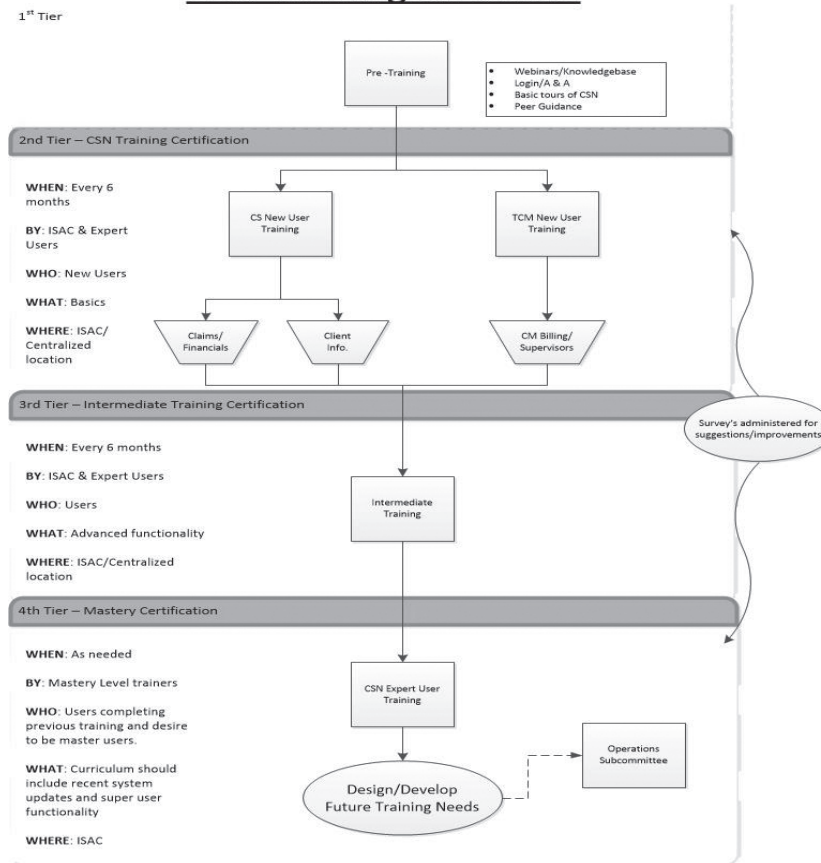 1st Tier
Pre -Training
• Webinars/Knowledgebase
• Login/A & A
• Basic tours of CSN
• Peer Guidance
2nd Tier – CSN Training Certification
WHEN: Every 6
months
BY: ISAC & Expert
Users
WHO: New Users
WHAT: Basics
WHERE: ISAC/
Centralized
location
CS New User
Training
TCM New User
Training
Claims/
Financials
Client
Info.
CM Billing/
Supervisors
3rd Tier – Intermediate Training Certification
WHEN: Every 6 months
BY: ISAC & Expert Users
WHO: Users
WHAT: Advanced functionality
WHERE: ISAC/Centralized
location
Intermediate
Training
Survey's administered for
suggestions/improvements
4th Tier – Mastery Certification
WHEN: As needed
BY: Mastery Level trainers
WHO: Users completing
previous training and desire
to be master users.
WHAT: Curriculum should
include recent system
updates and super user
functionality
WHERE: ISAC
CSN Expert User
Training
Design/Develop
Future Training Needs
Operations
Subcommittee